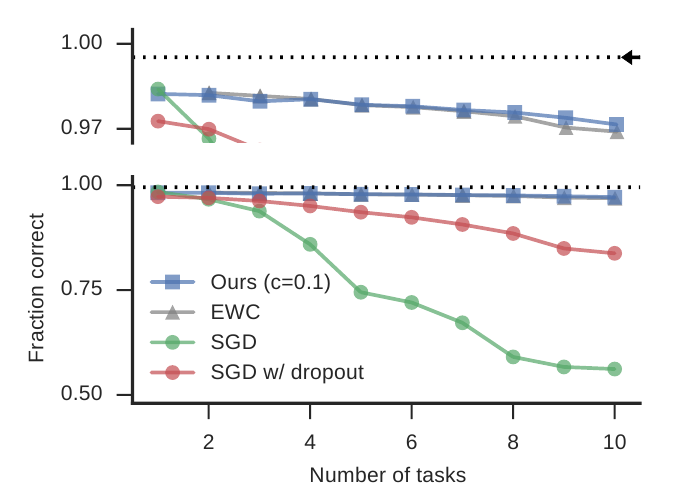 1.00
0.97
1.00
0.75
0.50
Fraction correct
Ours (c=0.1)
EWC
SGD
SGD w/ dropout
2 4 6 8 10
Number of tasks